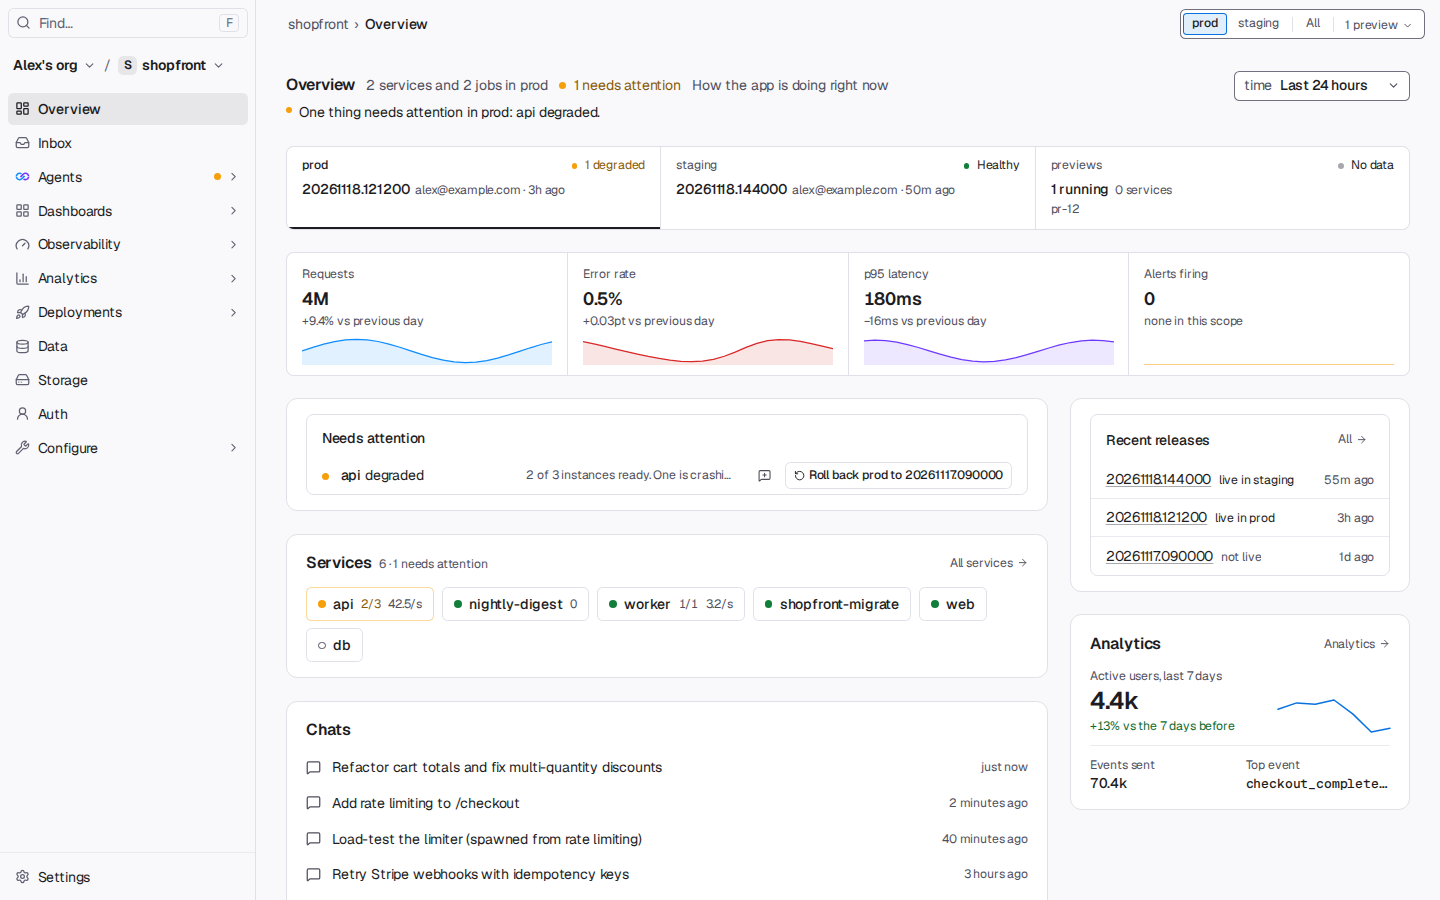 Find...
F
Alex's org / S shopfront
Overview
Inbox
Agents
Dashboards
Observability
Analytics
Deployments
Data
Storage
Auth
Configure
Settings
shopfront › Overview
prod staging All 1 preview
Overview 2 services and 2 jobs in prod 1 needs attention How the app is doing right now
time Last 24 hours
One thing needs attention in prod: api degraded.
prod 1 degraded
20261118.121200 alex@example.com · 3h ago
staging Healthy
20261118.144000 alex@example.com · 50m ago
previews No data
1 running 0 services
pr-12
Requests
4M
+9.4% vs previous day
Error rate
0.5%
+0.03pt vs previous day
p95 latency
180ms
−16ms vs previous day
Alerts firing
0
none in this scope
Needs attention
api degraded 2 of 3 instances ready. One is crashi… Roll back prod to 20261117.090000
Services 6 · 1 needs attention All services →
api 2/3 42.5/s
nightly-digest 0
worker 1/1 3.2/s
shopfront-migrate
web
db
Chats
Refactor cart totals and fix multi-quantity discounts just now
Add rate limiting to /checkout 2 minutes ago
Load-test the limiter (spawned from rate limiting) 40 minutes ago
Retry Stripe webhooks with idempotency keys 3 hours ago
Recent releases All →
20261118.144000 live in staging 55m ago
20261118.121200 live in prod 3h ago
20261117.090000 not live 1d ago
Analytics Analytics →
Active users, last 7 days
4.4k
+13% vs the 7 days before
Events sent
70.4k
Top event
checkout_complete…